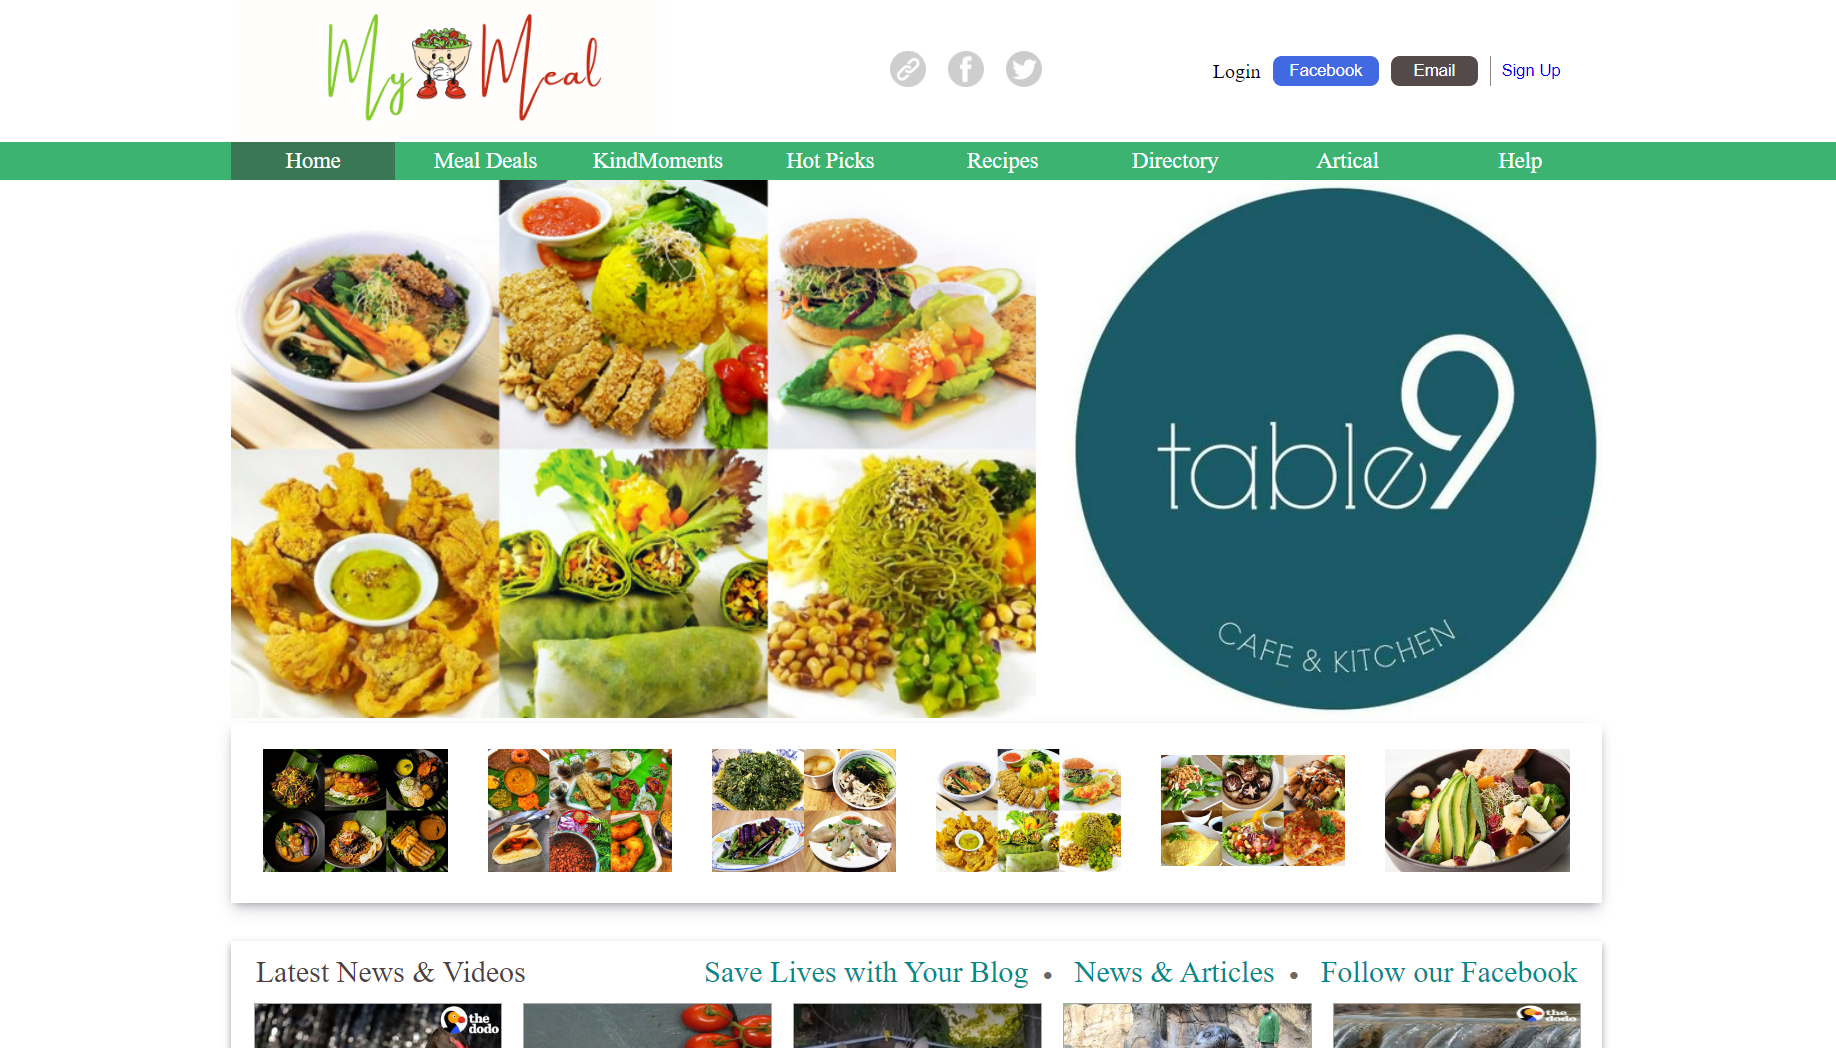 My Meal
Login Facebook Email Sign Up
Home Meal Deals KindMoments Hot Picks Recipes Directory Artical Help
table9
CAFE & KITCHEN
Latest News & Videos Save Lives with Your Blog • News & Articles • Follow our Facebook
the dodo
the dodo